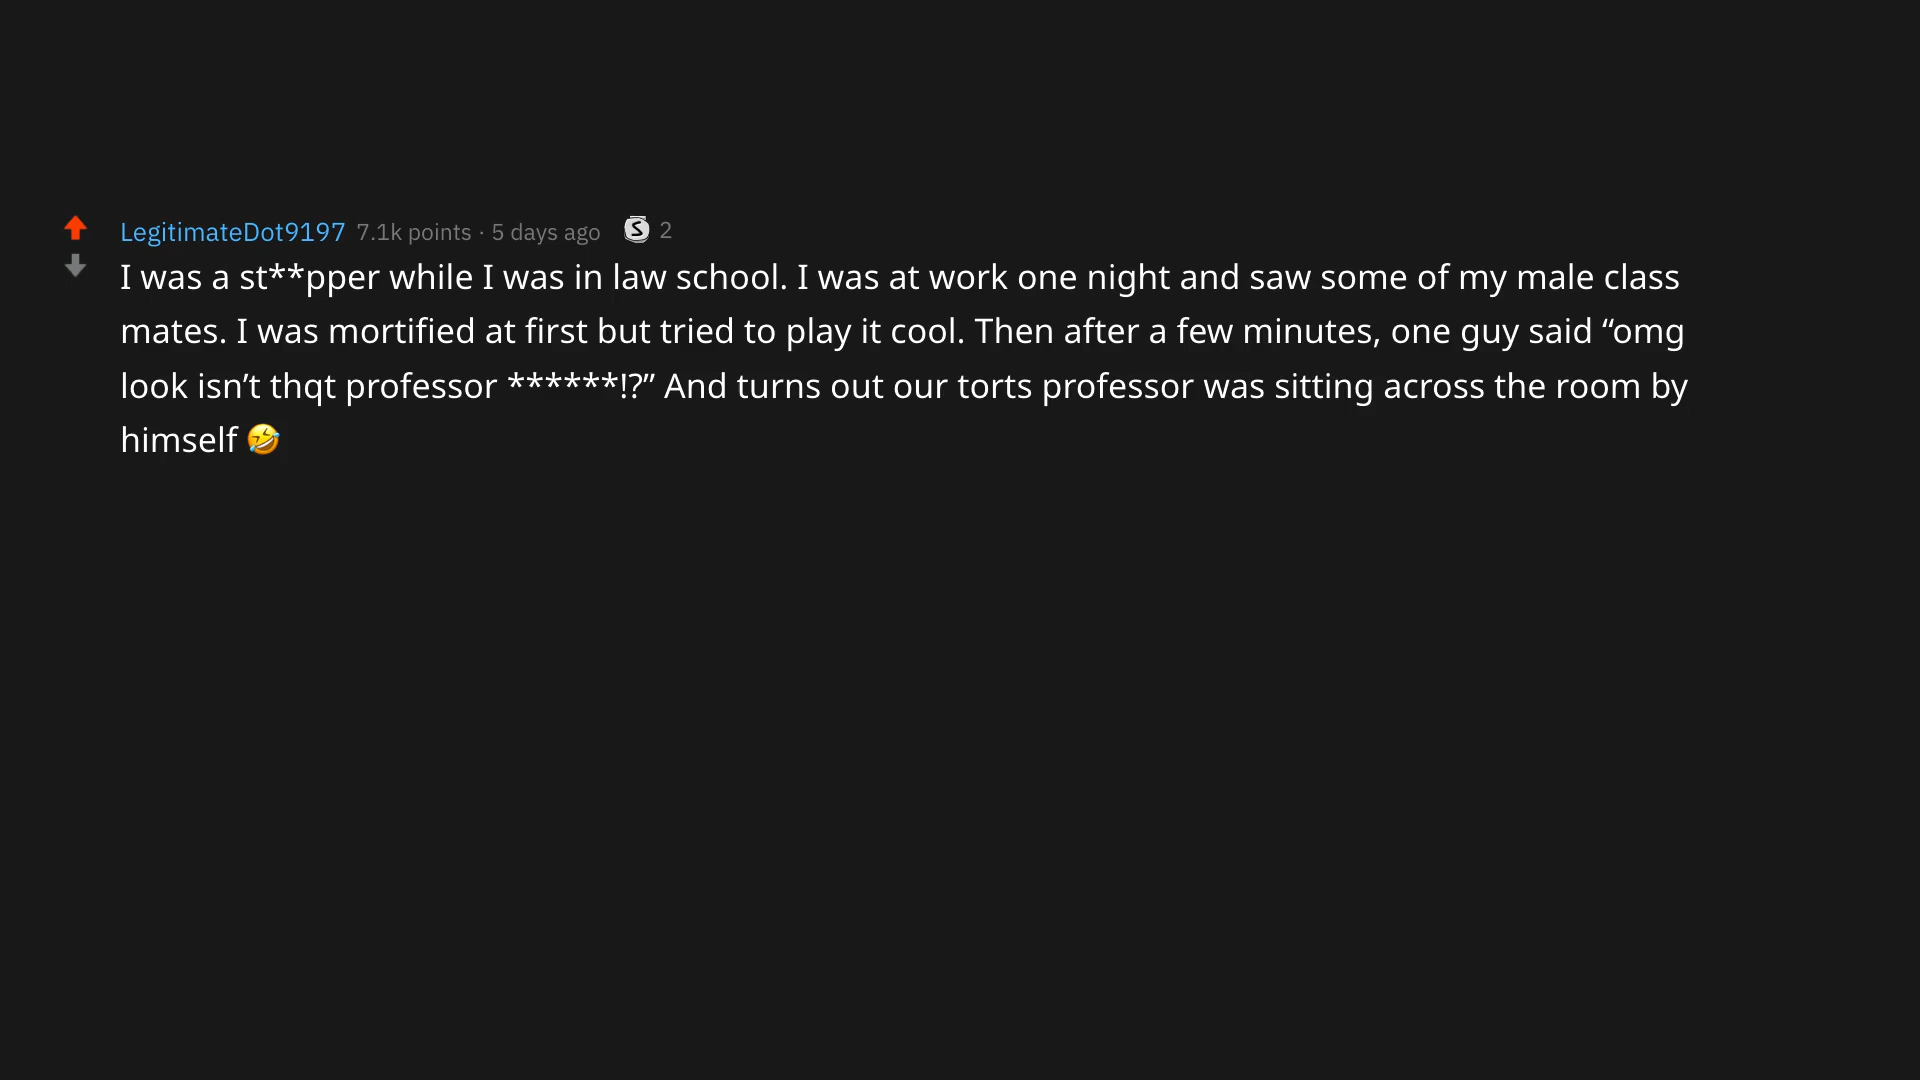 LegitimateDot9197 7.1k points · 5 days ago S 2
I was a st**pper while I was in law school. I was at work one night and saw some of my male class
mates. I was mortified at first but tried to play it cool. Then after a few minutes, one guy said “omg
look isn’t thqt professor ******!?” And turns out our torts professor was sitting across the room by
himself 🤣